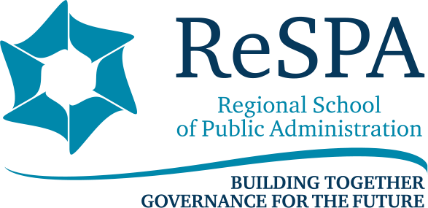 ReSPA
Regional School
of Public Administration
BUILDING TOGETHER
GOVERNANCE FOR THE FUTURE